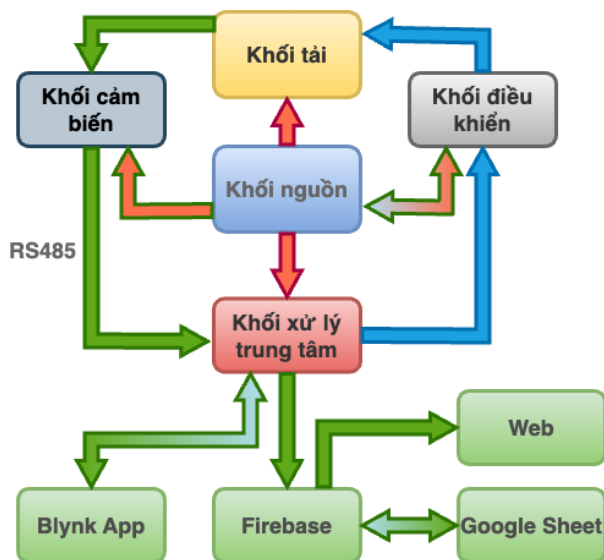 Khối tải
Khối cảm
biến
Khối điều
khiển
Khối nguồn
RS485
Khối xử lý
trung tâm
Web
Blynk App
Firebase
Google Sheet